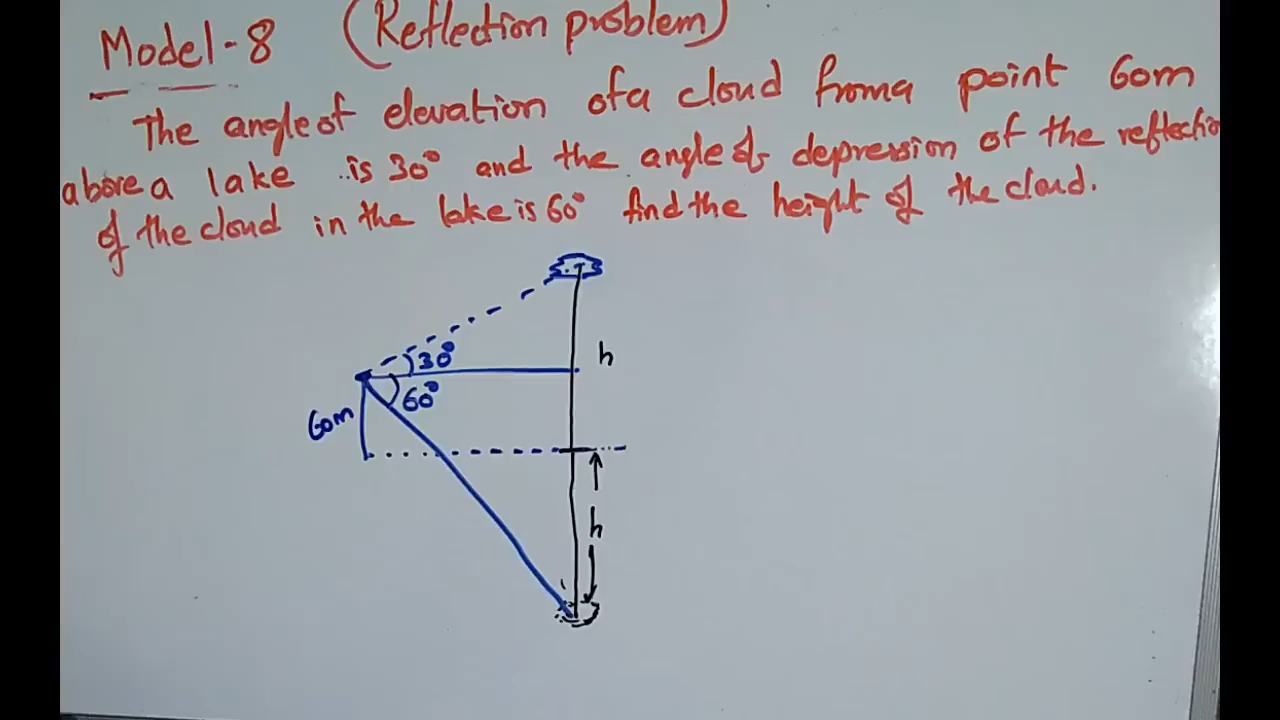 Model-8 (Reflection problem)
The angle of elevation of a cloud from a point 60m
above a lake is 30° and the angle of depression of the reflection
of the cloud in the lake is 60° find the height of the cloud.
30°
h
60°
60m
h